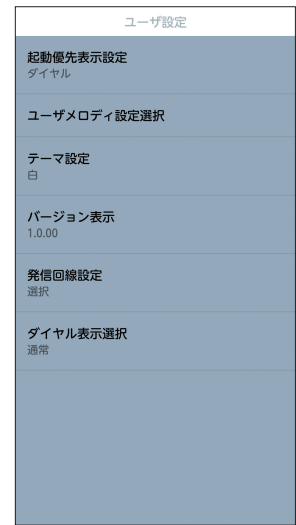 ユーザ設定
起動優先表示設定
ダイヤル
ユーザメロディ設定選択
テーマ設定
白
バージョン表示
1.0.00
発信回線設定
選択
ダイヤル表示選択
通常